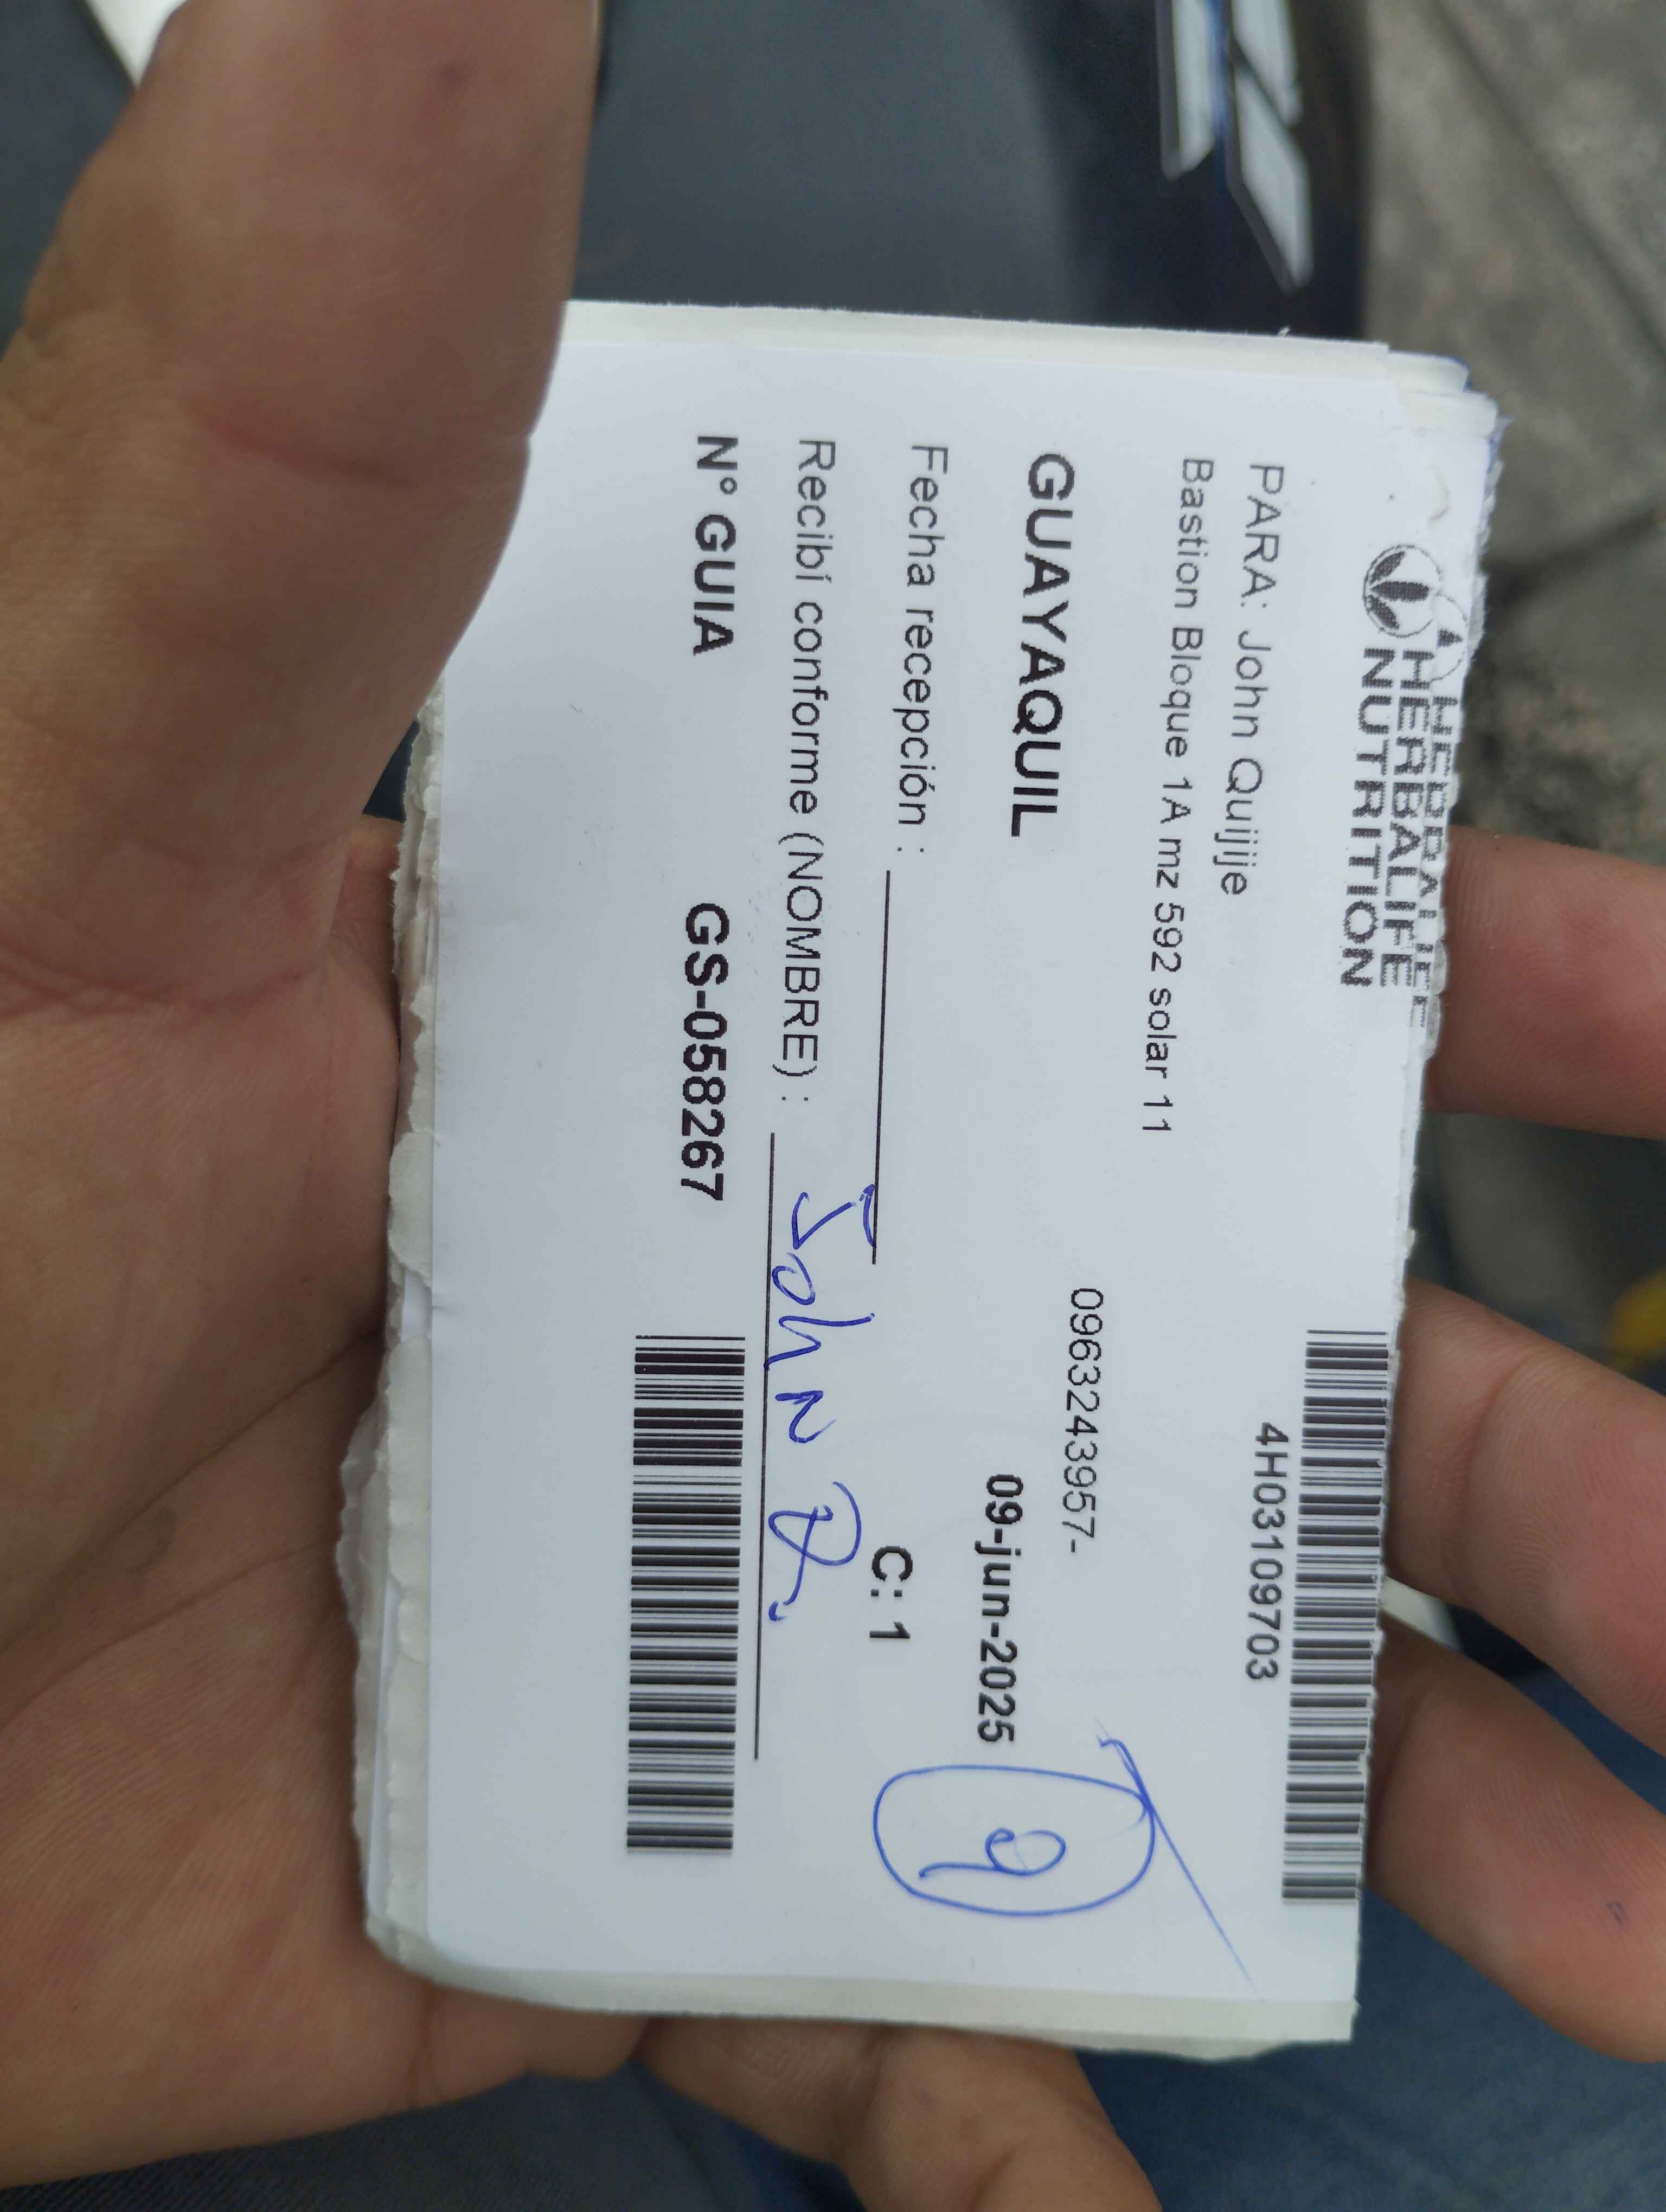 HERBALIFE
NUTRITION
4H03109703
PARA: John Quijije
Bastion Bloque 1A mz 592 solar 11
0963243957-
GUAYAQUIL
09-jun-2025
9
Fecha recepción :
C: 1
Recibí conforme (NOMBRE) : John Q.
Nº GUIA GS-058267